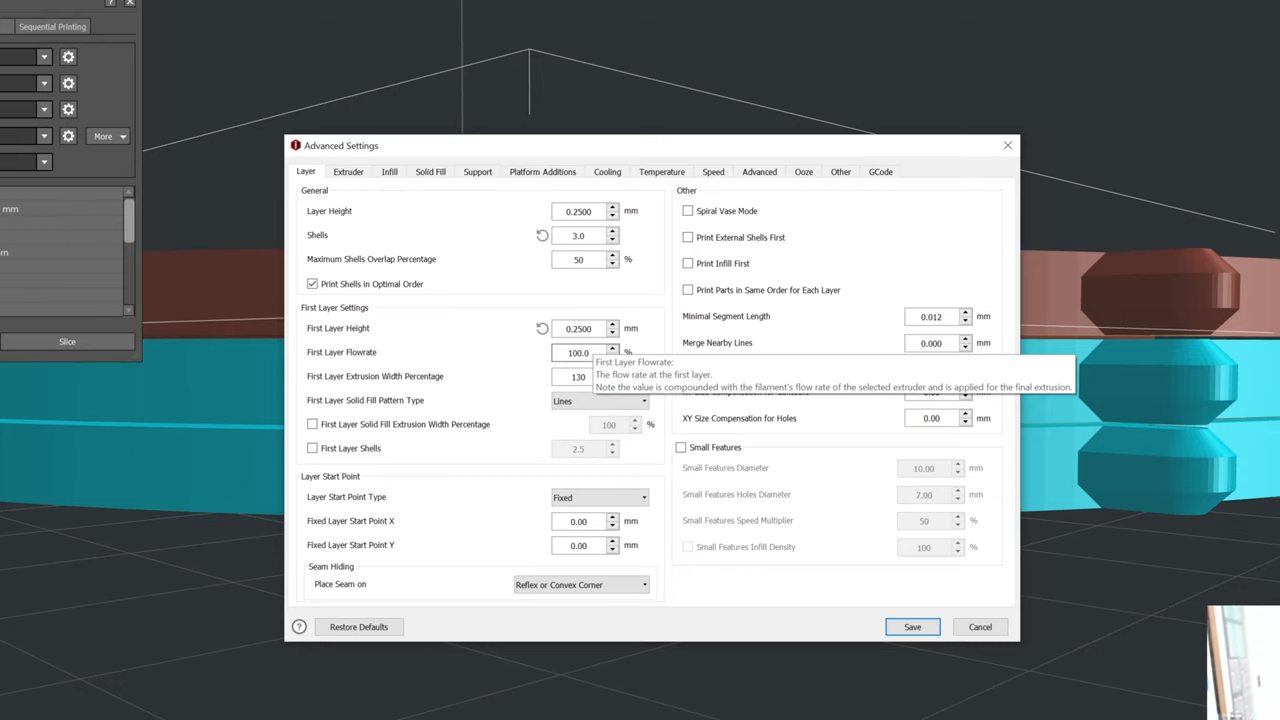 ?
Sequential Printing
More
mm
m
Slice
Advanced Settings
Layer Extruder Infill Solid Fill Support Platform Additions Cooling Temperature Speed Advanced Ooze Other GCode
General
Layer Height 0.2500 mm
Shells 3.0
Maximum Shells Overlap Percentage 50 %
Print Shells in Optimal Order
First Layer Settings
First Layer Height 0.2500 mm
First Layer Flowrate 100.0 %
First Layer Extrusion Width Percentage 130
First Layer Solid Fill Pattern Type Lines
First Layer Solid Fill Extrusion Width Percentage 100 %
First Layer Shells 2.5
Layer Start Point
Layer Start Point Type Fixed
Fixed Layer Start Point X 0.00 mm
Fixed Layer Start Point Y 0.00 mm
Seam Hiding
Place Seam on Reflex or Convex Corner
Other
Spiral Vase Mode
Print External Shells First
Print Infill First
Print Parts in Same Order for Each Layer
Minimal Segment Length 0.012 mm
Merge Nearby Lines 0.000 mm
First Layer Flowrate:
The flow rate at the first layer.
Note the value is compounded with the filament's flow rate of the selected extruder and is applied for the final extrusion.
XY Size Compensation for Holes 0.00 mm
Small Features
Small Features Diameter 10.00 mm
Small Features Holes Diameter 7.00 mm
Small Features Speed Multiplier 50 %
Small Features Infill Density 100 %
? Restore Defaults Save Cancel